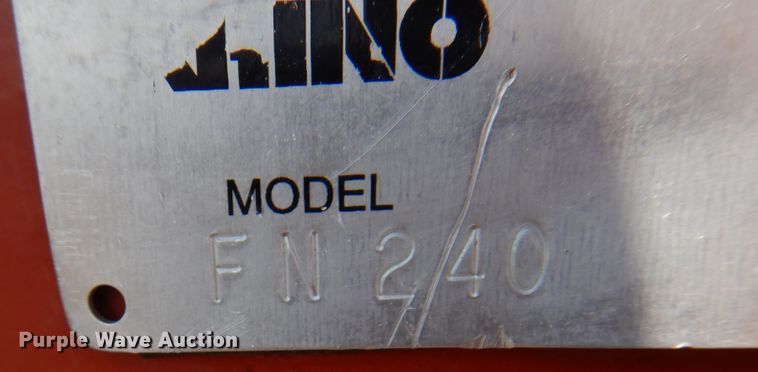 MODEL
FN 240
Purple Wave Auction